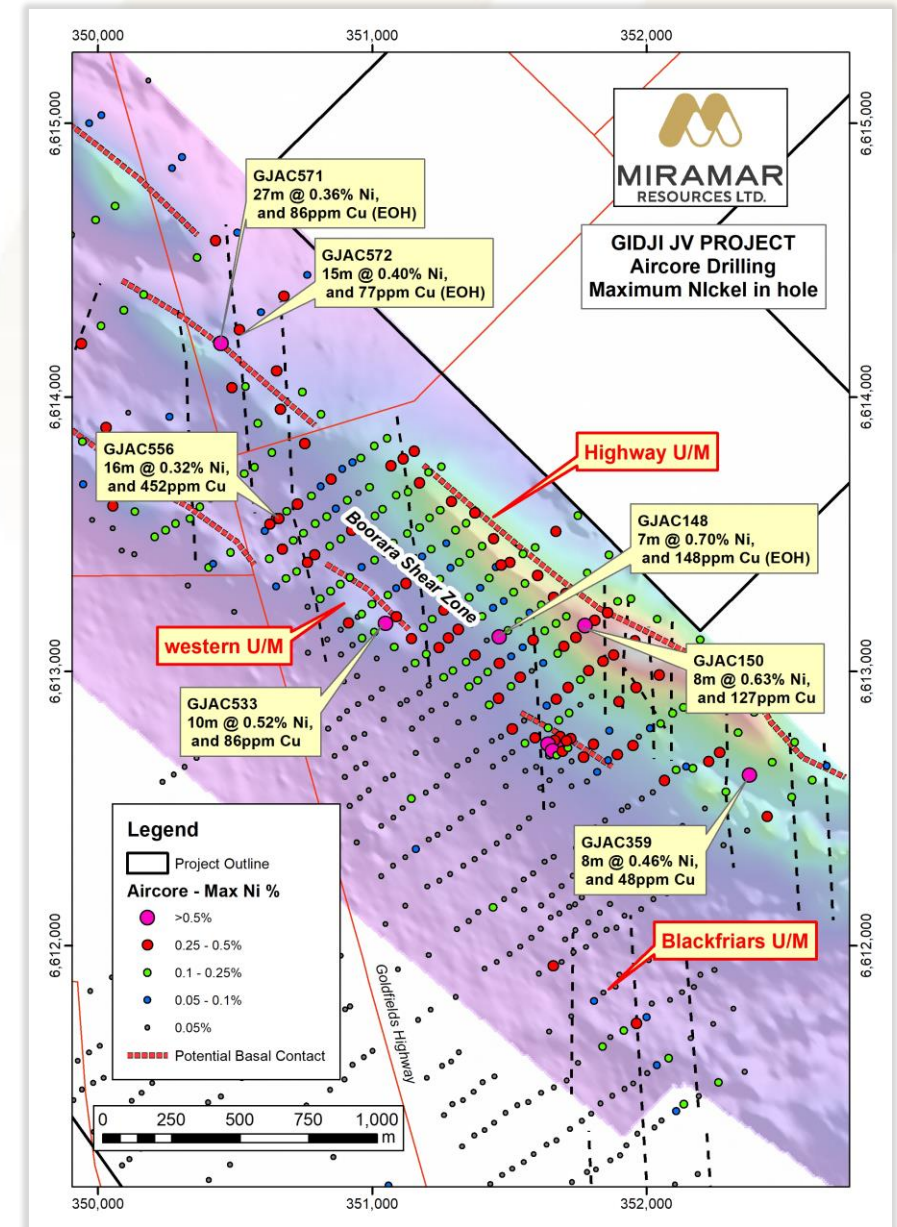 350,000
351,000
352,000
6,615,000
6,614,000
6,613,000
6,612,000
6,615,000
6,614,000
6,613,000
6,612,000
MIRAMAR
RESOURCES LTD.
GIDJI JV PROJECT
Aircore Drilling
Maximum NIckel in hole
GJAC571
27m @ 0.36% Ni,
and 86ppm Cu (EOH)
GJAC572
15m @ 0.40% Ni,
and 77ppm Cu (EOH)
GJAC556
16m @ 0.32% Ni,
and 452ppm Cu
Highway U/M
Boorara Shear Zone
GJAC148
7m @ 0.70% Ni,
and 148ppm Cu (EOH)
western U/M
GJAC150
8m @ 0.63% Ni,
and 127ppm Cu
GJAC533
10m @ 0.52% Ni,
and 86ppm Cu
GJAC359
8m @ 0.46% Ni,
and 48ppm Cu
Blackfriars U/M
Goldfields Highway
Legend
Project Outline
Aircore - Max Ni %
>0.5%
0.25 - 0.5%
0.1 - 0.25%
0.05 - 0.1%
0.05%
Potential Basal Contact
0 250 500 750 1,000
m
350,000
351,000
352,000